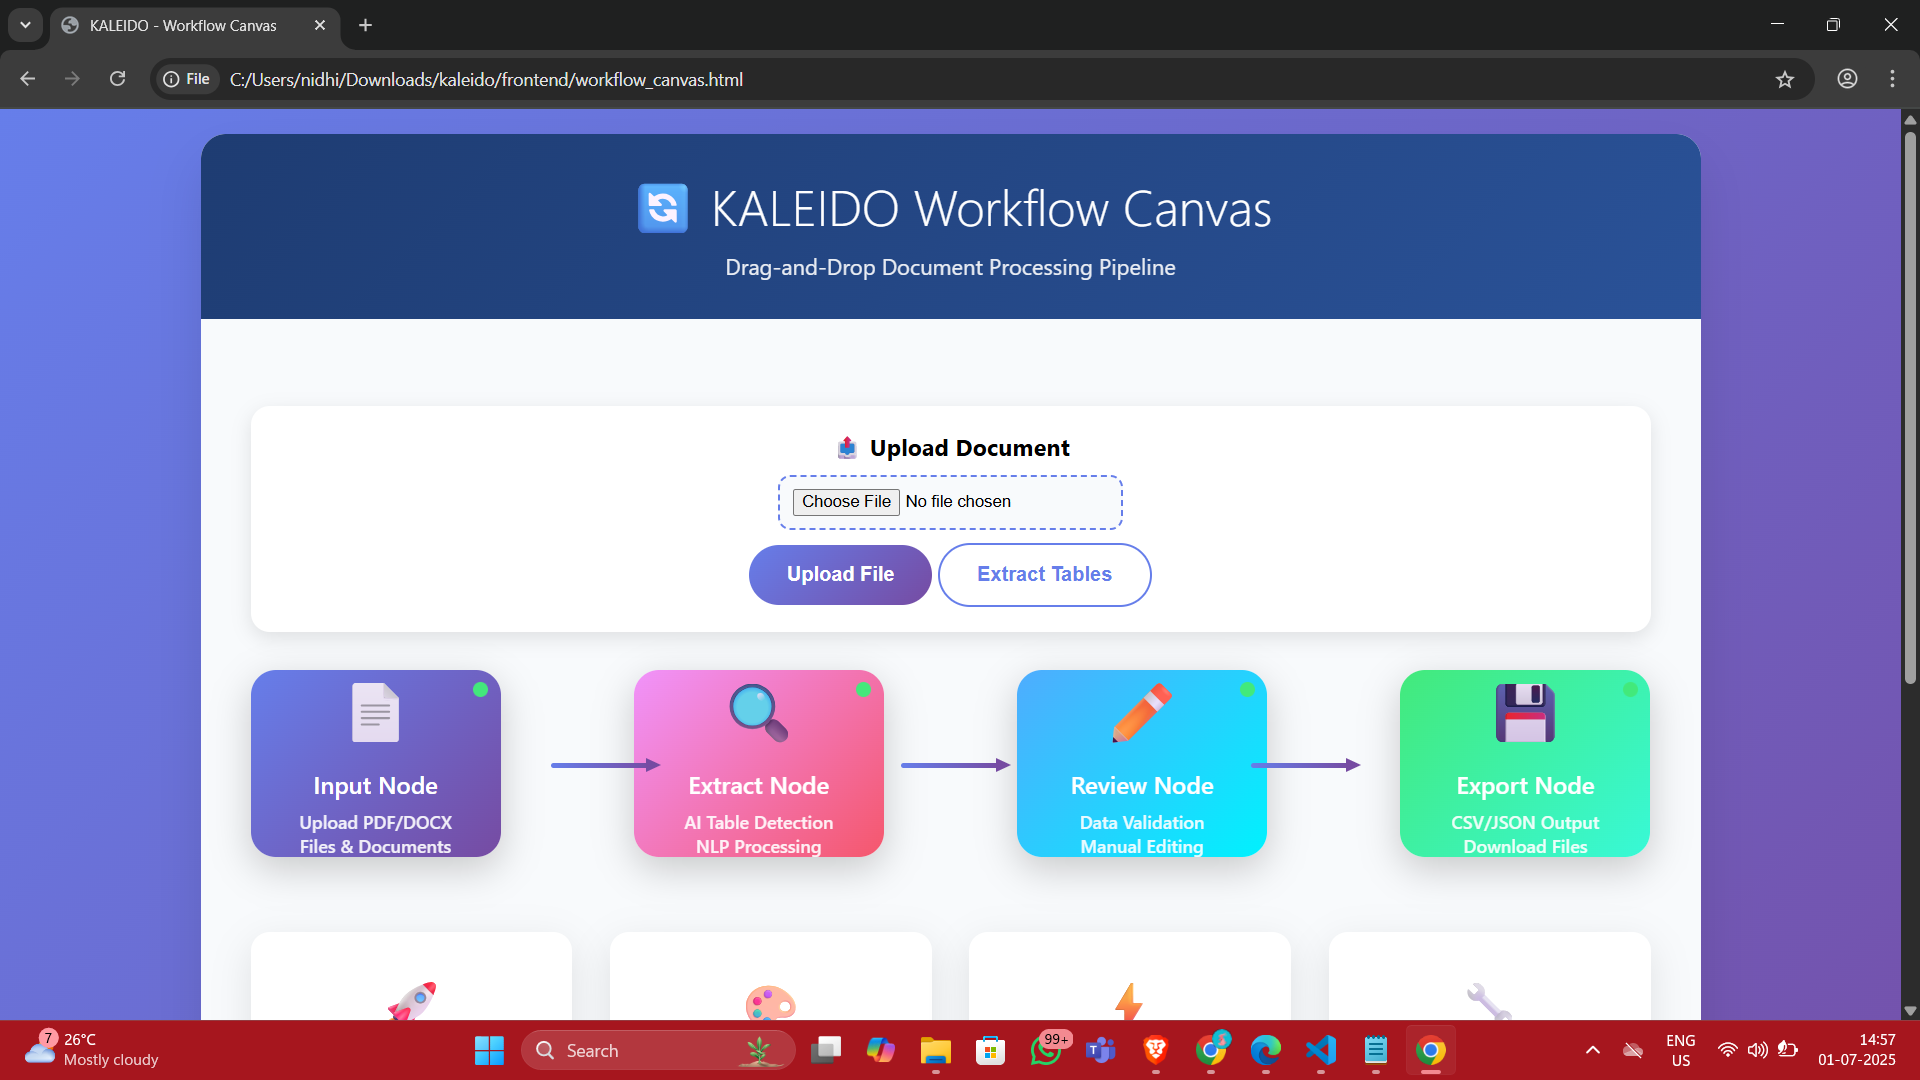 KALEIDO - Workflow Canvas
File
C:/Users/nidhi/Downloads/kaleido/frontend/workflow_canvas.html
KALEIDO Workflow Canvas
Drag-and-Drop Document Processing Pipeline
Upload Document
Choose File No file chosen
Upload File
Extract Tables
Input Node
Upload PDF/DOCX
Files & Documents
Extract Node
AI Table Detection
NLP Processing
Review Node
Data Validation
Manual Editing
Export Node
CSV/JSON Output
Download Files
7
26°C
Mostly cloudy
Search
99+
ENG
US
14:57
01-07-2025